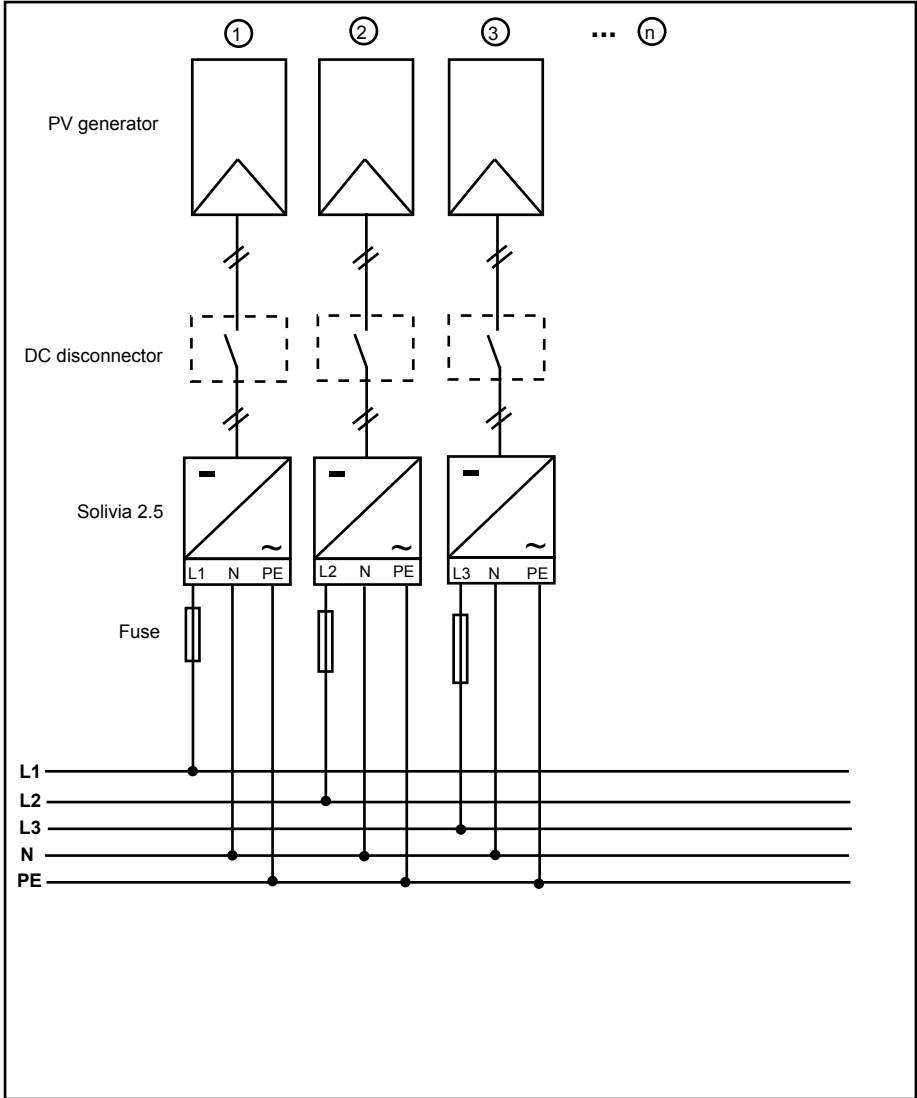 1 2 3 ... n
PV generator
DC disconnector
Solivia 2.5
~ ~ ~
L1 N PE L2 N PE L3 N PE
Fuse
L1
L2
L3
N
PE